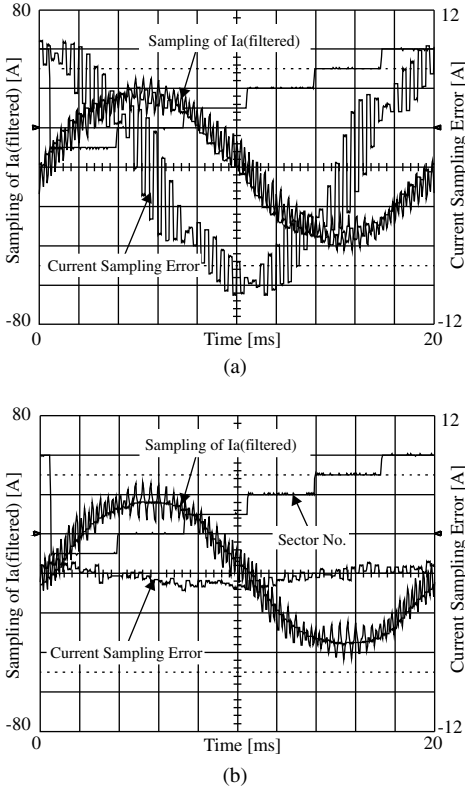 80
12
Sampling of Ia(filtered)
Sampling of Ia(filtered) [A]
Current Sampling Error [A]
Current Sampling Error
-80
-12
0
Time [ms]
20
(a)
80
12
Sampling of Ia(filtered)
Sampling of Ia(filtered) [A]
Current Sampling Error [A]
Sector No.
Current Sampling Error
-80
-12
0
Time [ms]
20
(b)